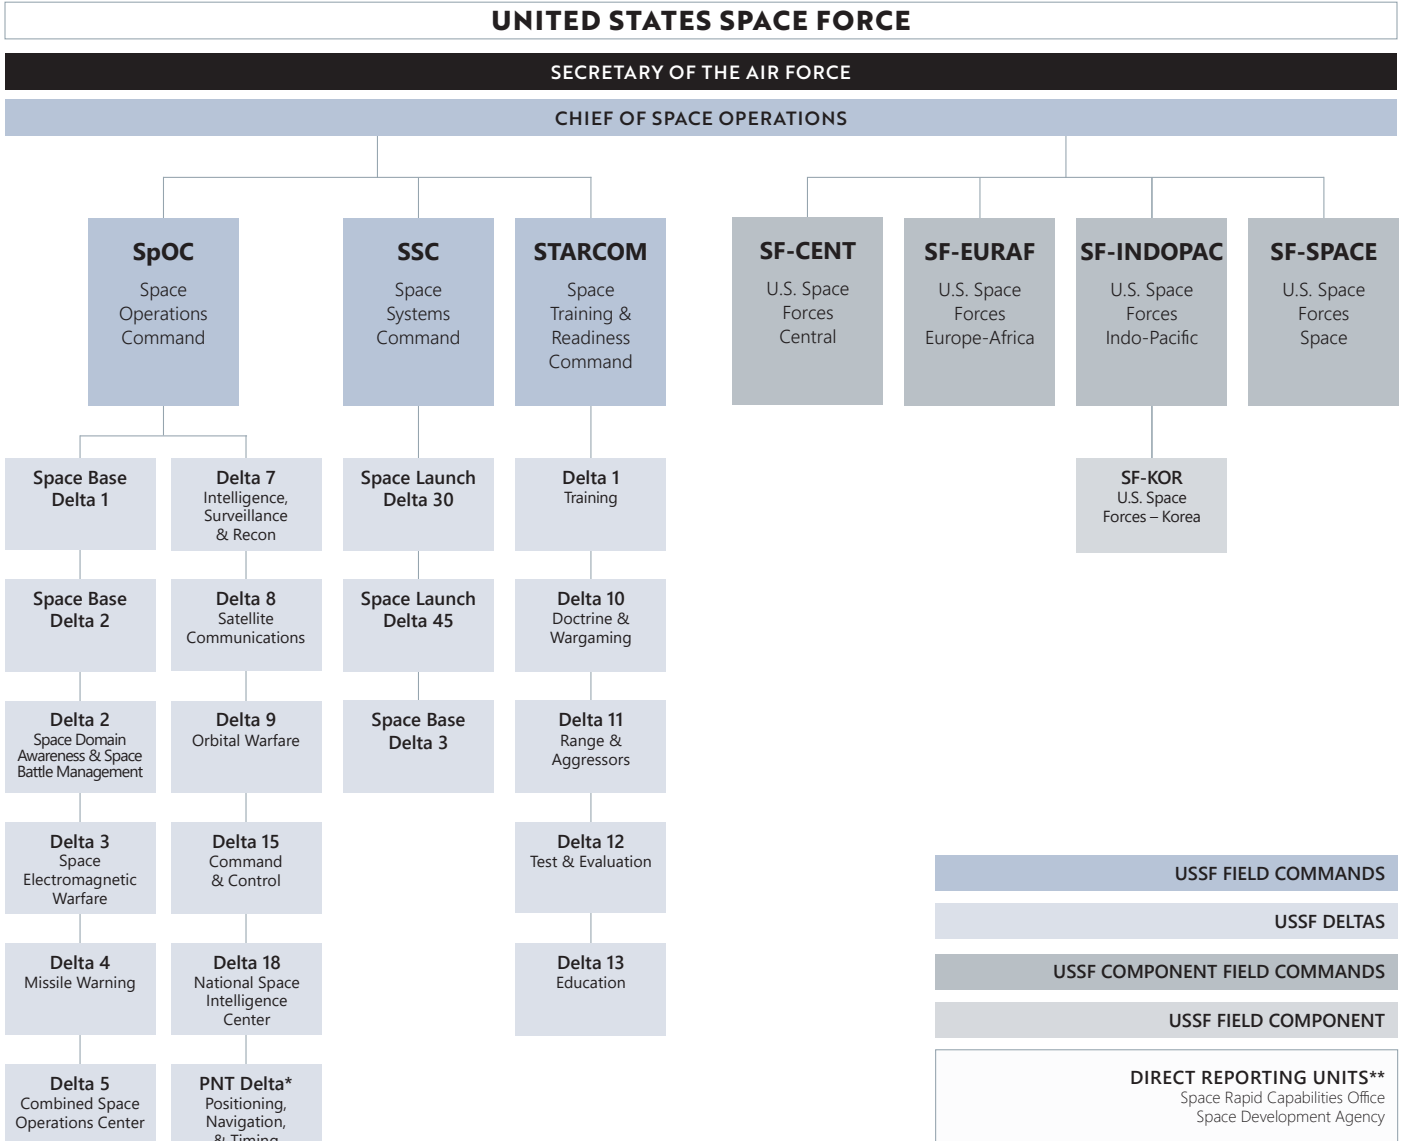 UNITED STATES SPACE FORCE
SECRETARY OF THE AIR FORCE
CHIEF OF SPACE OPERATIONS
SpOC
Space
Operations
Command
SSC
Space
Systems
Command
STARCOM
Space
Training &
Readiness
Command
SF-CENT
U.S. Space
Forces
Central
SF-EURAF
U.S. Space
Forces
Europe-Africa
SF-INDOPAC
U.S. Space
Forces
Indo-Pacific
SF-SPACE
U.S. Space
Forces
Space
Space Base
Delta 1
Space Base
Delta 2
Delta 2
Space Domain
Awareness & Space
Battle Management
Delta 3
Space
Electromagnetic
Warfare
Delta 4
Missile Warning
Delta 5
Combined Space
Operations Center
Delta 7
Intelligence,
Surveillance
& Recon
Delta 8
Satellite
Communications
Delta 9
Orbital Warfare
Delta 15
Command
& Control
Delta 18
National Space
Intelligence
Center
PNT Delta*
Positioning,
Navigation,
& Timing
Space Launch
Delta 30
Space Launch
Delta 45
Space Base
Delta 3
Delta 1
Training
Delta 10
Doctrine &
Wargaming
Delta 11
Range &
Aggressors
Delta 12
Test & Evaluation
Delta 13
Education
SF-KOR
U.S. Space
Forces – Korea
USSF FIELD COMMANDS
USSF DELTAS
USSF COMPONENT FIELD COMMANDS
USSF FIELD COMPONENT
DIRECT REPORTING UNITS**
Space Rapid Capabilities Office
Space Development Agency